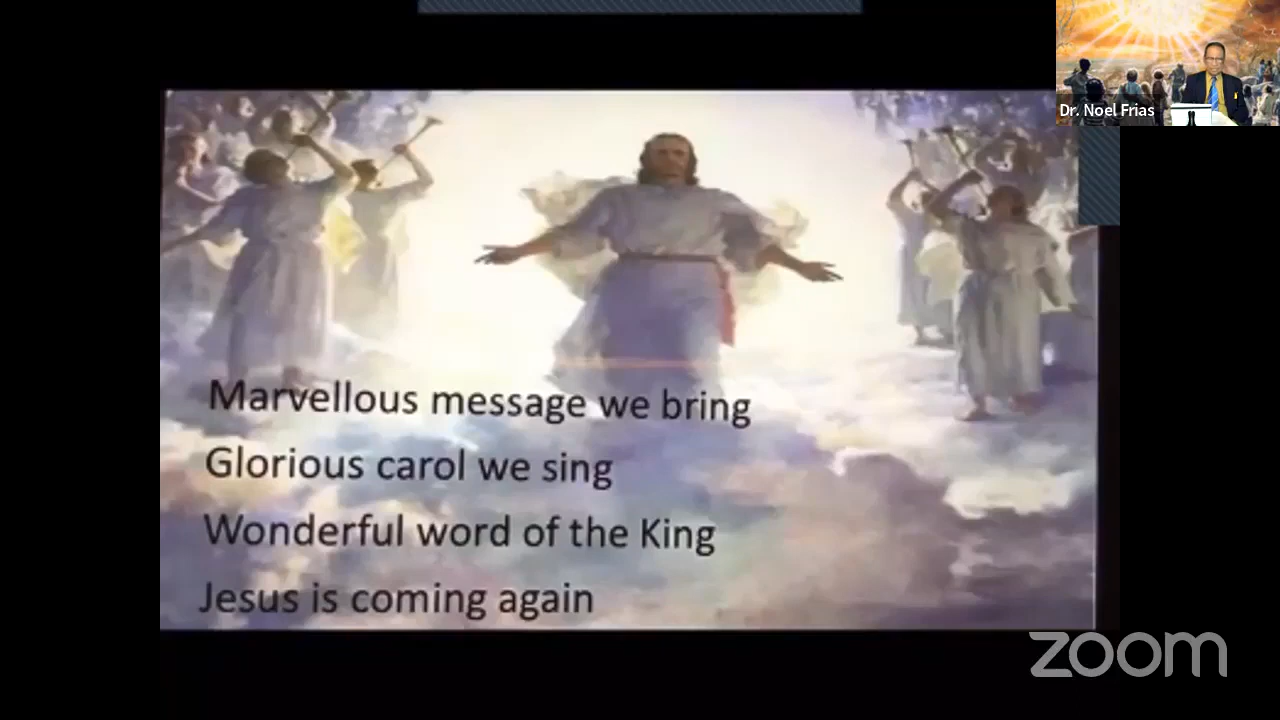 Dr. Noel Frias
Marvellous message we bring
Glorious carol we sing
Wonderful word of the King
Jesus is coming again
zoom